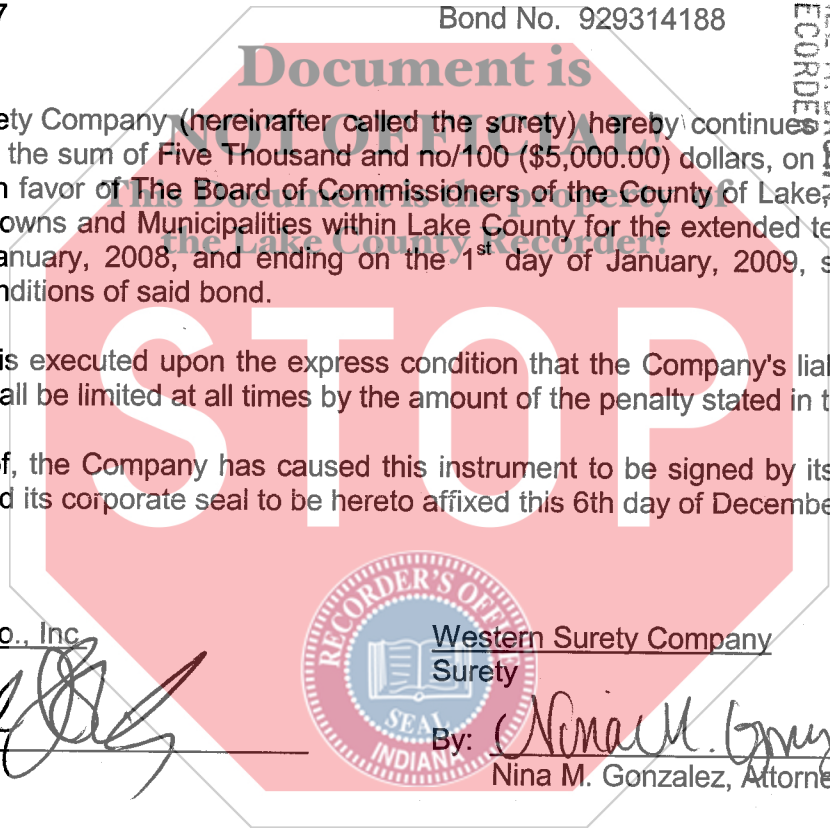 7
Bond No. 929314188
ECORDER
Document is
NOT OFFICIAL!
This Document is the property of
the Lake County Recorder!
ety Company (hereinafter called the surety) hereby continues
the sum of Five Thousand and no/100 ($5,000.00) dollars, on
n favor of The Board of Commissioners of the County of Lake,
owns and Municipalities within Lake County for the extended te
anuary, 2008, and ending on the 1st day of January, 2009, s
nditions of said bond.
is executed upon the express condition that the Company's lia
all be limited at all times by the amount of the penalty stated in t
of, the Company has caused this instrument to be signed by its
d its corporate seal to be hereto affixed this 6th day of Decembe
STOP
o., Inc
Western Surety Company
Surety
By: Nina M. Gonz
Nina M. Gonzalez, Attorne
RECORDER'S OFFICE
SEAL
INDIANA